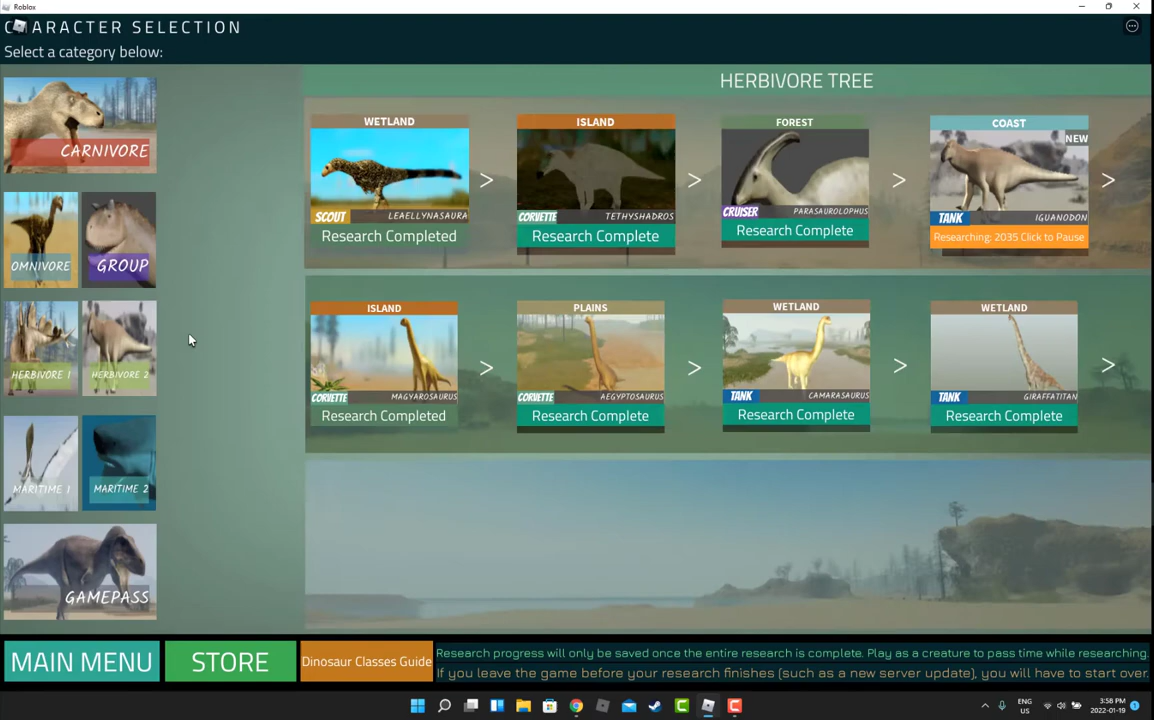 Roblox
CHARACTER SELECTION
Select a category below:
HERBIVORE TREE
CARNIVORE
OMNIVORE
GROUP
HERBIVORE 1
HERBIVORE 2
MARITIME 1
MARITIME 2
GAMEPASS
WETLAND
SCOUT
LEAELLYNASAURA
Research Completed
>
ISLAND
CORVETTE
TETHYSHADROS
Research Complete
>
FOREST
CRUISER
PARASAUROLOPHUS
Research Complete
>
COAST
NEW
TANK
IGUANODON
Researching: 2035 Click to Pause
>
ISLAND
CORVETTE
MAGYAROSAURUS
Research Completed
>
PLAINS
CORVETTE
AEGYPTOSAURUS
Research Complete
>
WETLAND
TANK
CAMARASAURUS
Research Complete
>
WETLAND
TANK
GIRAFFATITAN
Research Complete
>
MAIN MENU
STORE
Dinosaur Classes Guide
Research progress will only be saved once the entire research is complete. Play as a creature to pass time while researching.
If you leave the game before your research finishes (such as a new server update), you will have to start over.
ENG
US
3:58 PM
2022-01-19
1